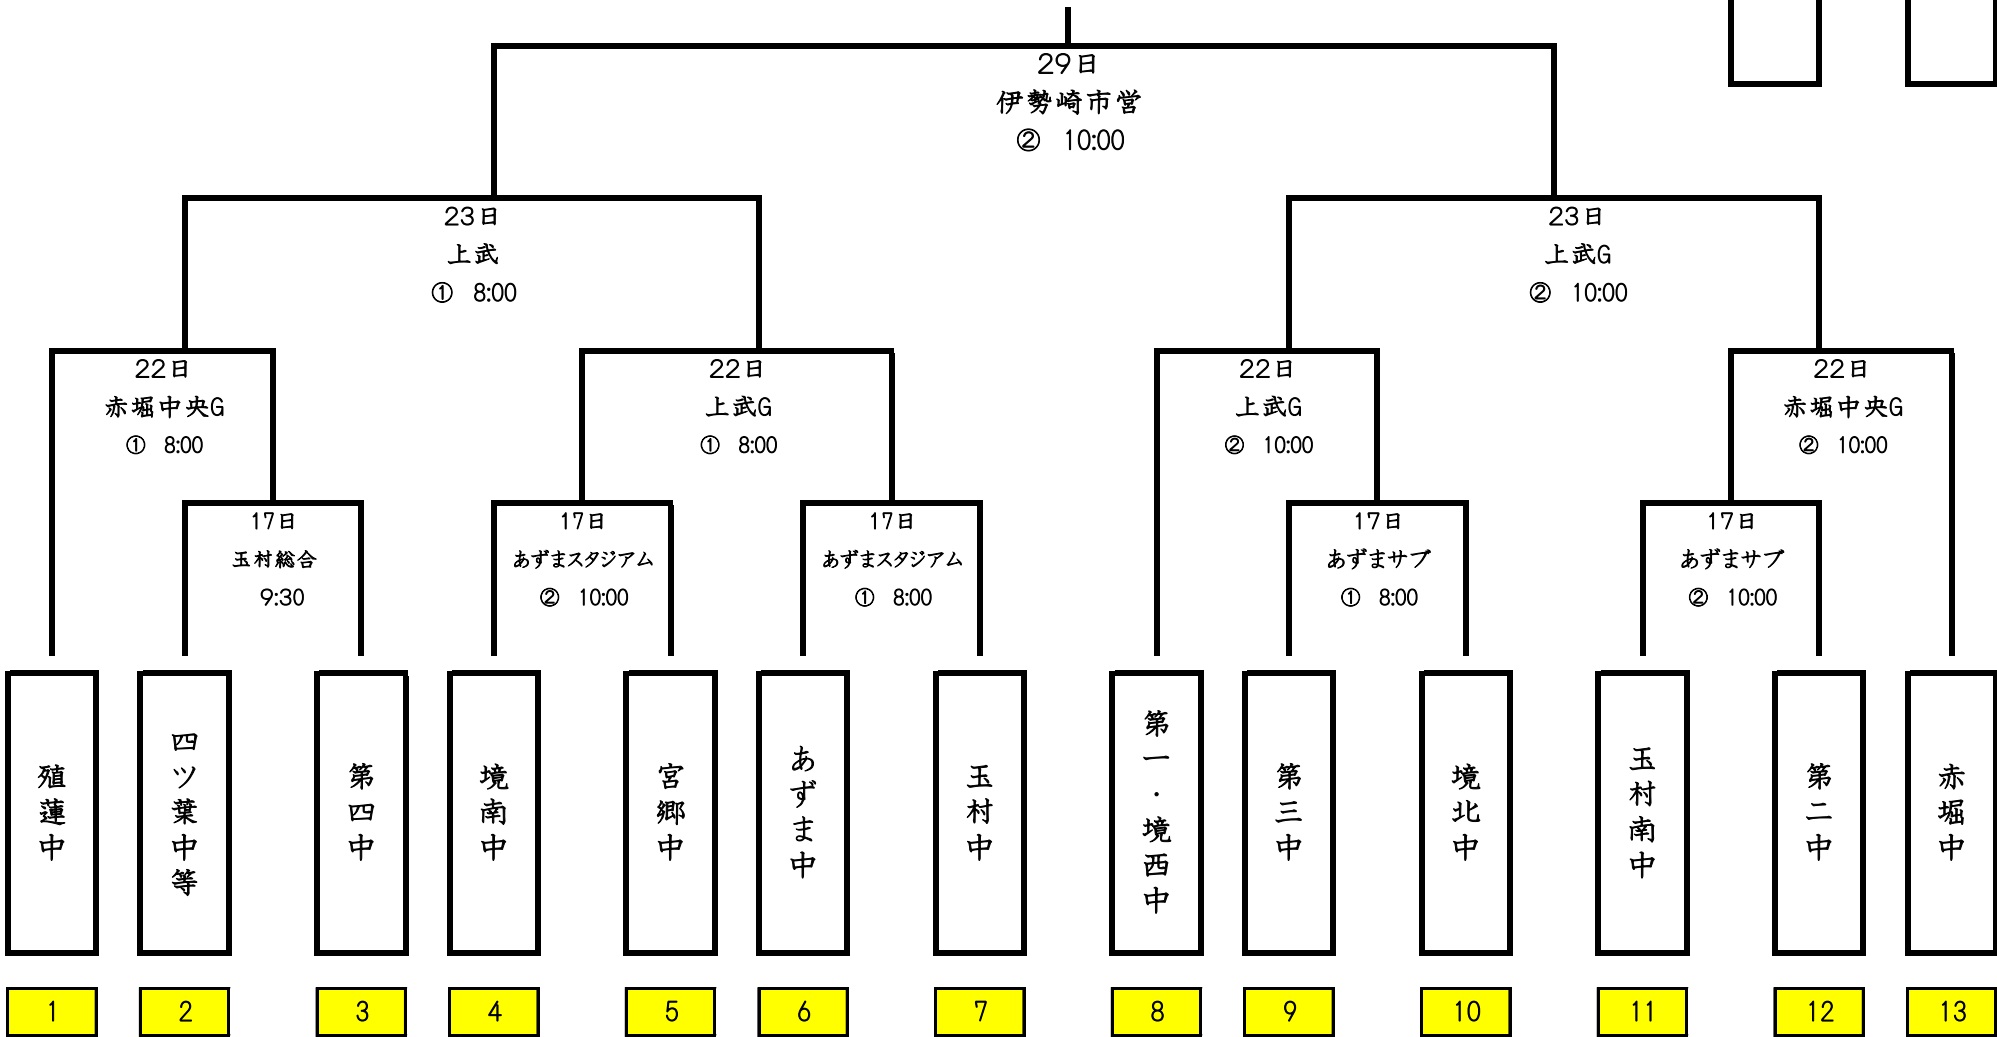 29日
伊勢崎市営
② 10:00
23日
上武
① 8:00
23日
上武G
② 10:00
22日
赤堀中央G
① 8:00
22日
上武G
① 8:00
22日
上武G
② 10:00
22日
赤堀中央G
② 10:00
17日
玉村総合
9:30
17日
あずまスタジアム
② 10:00
17日
あずまスタジアム
① 8:00
17日
あずまサブ
① 8:00
17日
あずまサブ
② 10:00
殖蓮中
四ツ葉中等
第四中
境南中
宮郷中
あずま中
玉村中
第一・境西中
第三中
境北中
玉村南中
第二中
赤堀中
1
2
3
4
5
6
7
8
9
10
11
12
13